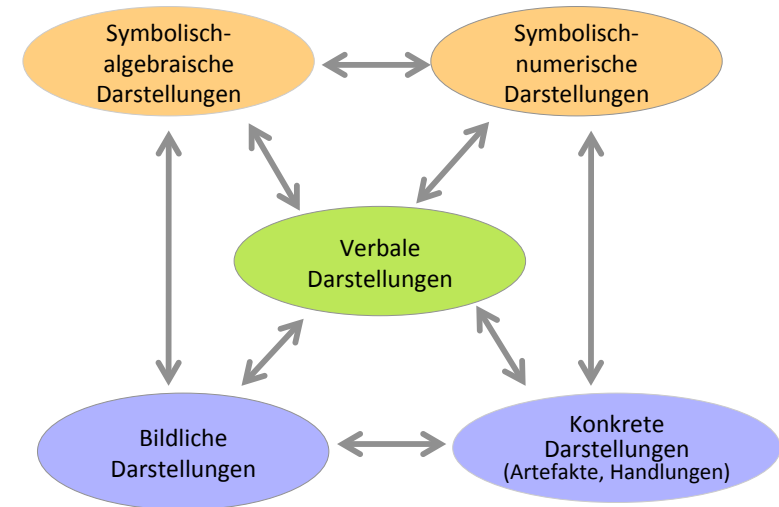 Symbolisch-
algebraische
Darstellungen
Symbolisch-
numerische
Darstellungen
Verbale
Darstellungen
Bildliche
Darstellungen
Konkrete
Darstellungen
(Artefakte, Handlungen)